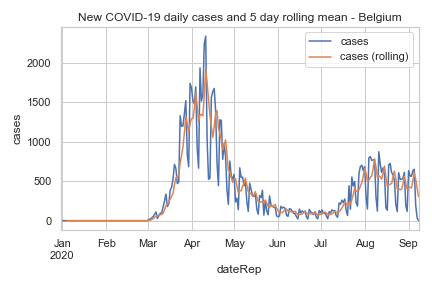 New COVID-19 daily cases and 5 day rolling mean - Belgium
cases
cases (rolling)
2000
1500
1000
500
0
cases
Jan
2020
Feb
Mar
Apr
May
Jun
Jul
Aug
Sep
dateRep